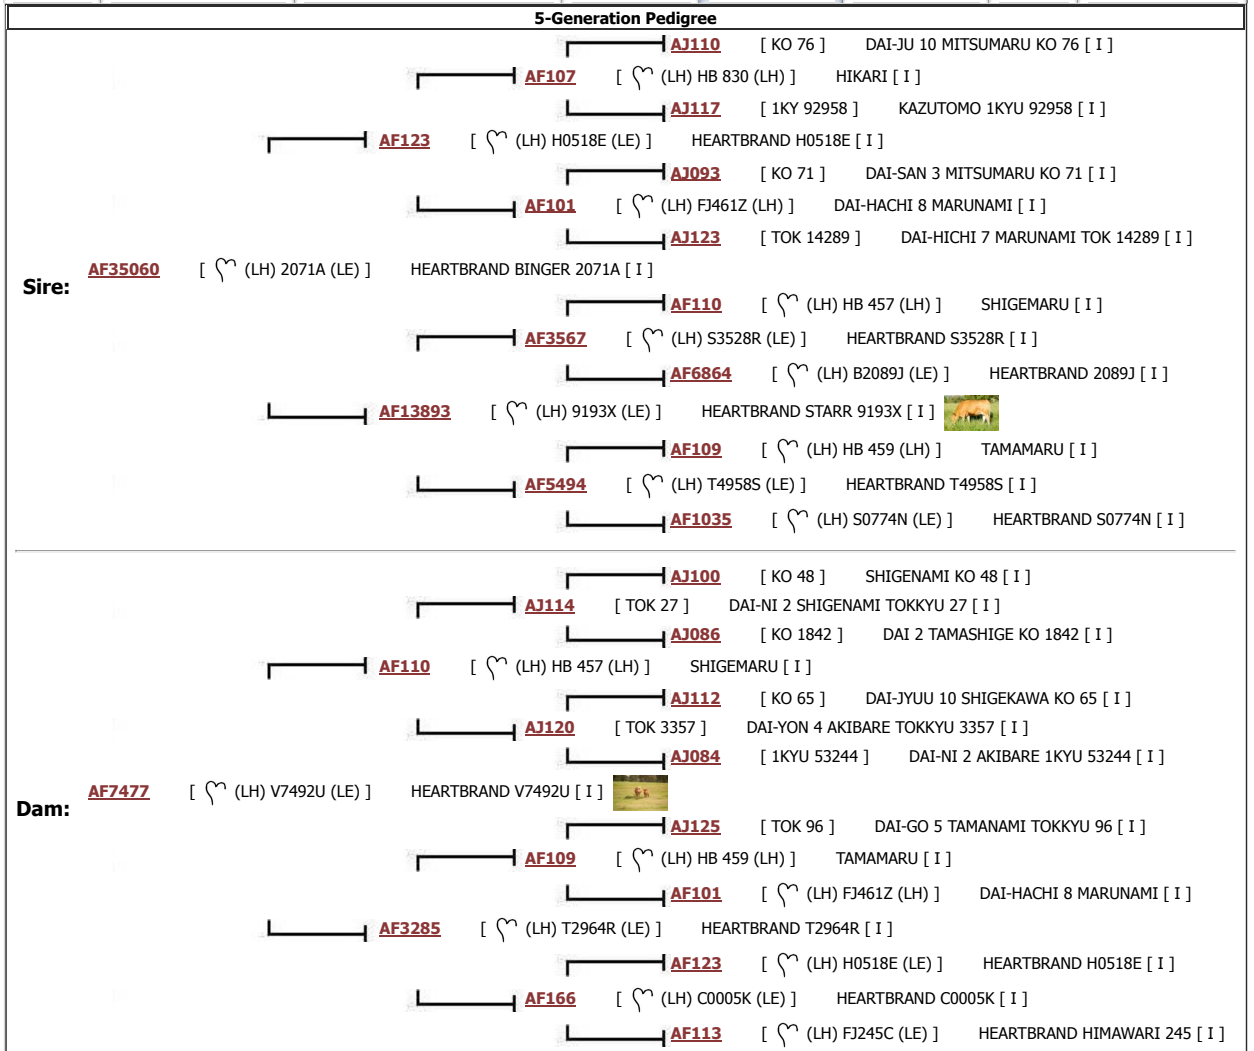 5-Generation Pedigree
AJ110 [ KO 76 ] DAI-JU 10 MITSUMARU KO 76 [ I ]
AF107 [ (LH) HB 830 (LH) ] HIKARI [ I ]
AJ117 [ 1KY 92958 ] KAZUTOMO 1KYU 92958 [ I ]
AF123 [ (LH) H0518E (LE) ] HEARTBRAND H0518E [ I ]
AJ093 [ KO 71 ] DAI-SAN 3 MITSUMARU KO 71 [ I ]
AF101 [ (LH) FJ461Z (LH) ] DAI-HACHI 8 MARUNAMI [ I ]
AJ123 [ TOK 14289 ] DAI-HICHI 7 MARUNAMI TOK 14289 [ I ]
Sire: AF35060 [ (LH) 2071A (LE) ] HEARTBRAND BINGER 2071A [ I ]
AF110 [ (LH) HB 457 (LH) ] SHIGEMARU [ I ]
AF3567 [ (LH) S3528R (LE) ] HEARTBRAND S3528R [ I ]
AF6864 [ (LH) B2089J (LE) ] HEARTBRAND 2089J [ I ]
AF13893 [ (LH) 9193X (LE) ] HEARTBRAND STARR 9193X [ I ]
AF109 [ (LH) HB 459 (LH) ] TAMAMARU [ I ]
AF5494 [ (LH) T4958S (LE) ] HEARTBRAND T4958S [ I ]
AF1035 [ (LH) S0774N (LE) ] HEARTBRAND S0774N [ I ]
AJ100 [ KO 48 ] SHIGENAMI KO 48 [ I ]
AJ114 [ TOK 27 ] DAI-NI 2 SHIGENAMI TOKKYU 27 [ I ]
AJ086 [ KO 1842 ] DAI 2 TAMASHIGE KO 1842 [ I ]
AF110 [ (LH) HB 457 (LH) ] SHIGEMARU [ I ]
AJ112 [ KO 65 ] DAI-JYUU 10 SHIGEKAWA KO 65 [ I ]
AJ120 [ TOK 3357 ] DAI-YON 4 AKIBARE TOKKYU 3357 [ I ]
AJ084 [ 1KYU 53244 ] DAI-NI 2 AKIBARE 1KYU 53244 [ I ]
Dam: AF7477 [ (LH) V7492U (LE) ] HEARTBRAND V7492U [ I ]
AJ125 [ TOK 96 ] DAI-GO 5 TAMANAMI TOKKYU 96 [ I ]
AF109 [ (LH) HB 459 (LH) ] TAMAMARU [ I ]
AF101 [ (LH) FJ461Z (LH) ] DAI-HACHI 8 MARUNAMI [ I ]
AF3285 [ (LH) T2964R (LE) ] HEARTBRAND T2964R [ I ]
AF123 [ (LH) H0518E (LE) ] HEARTBRAND H0518E [ I ]
AF166 [ (LH) C0005K (LE) ] HEARTBRAND C0005K [ I ]
AF113 [ (LH) FJ245C (LE) ] HEARTBRAND HIMAWARI 245 [ I ]